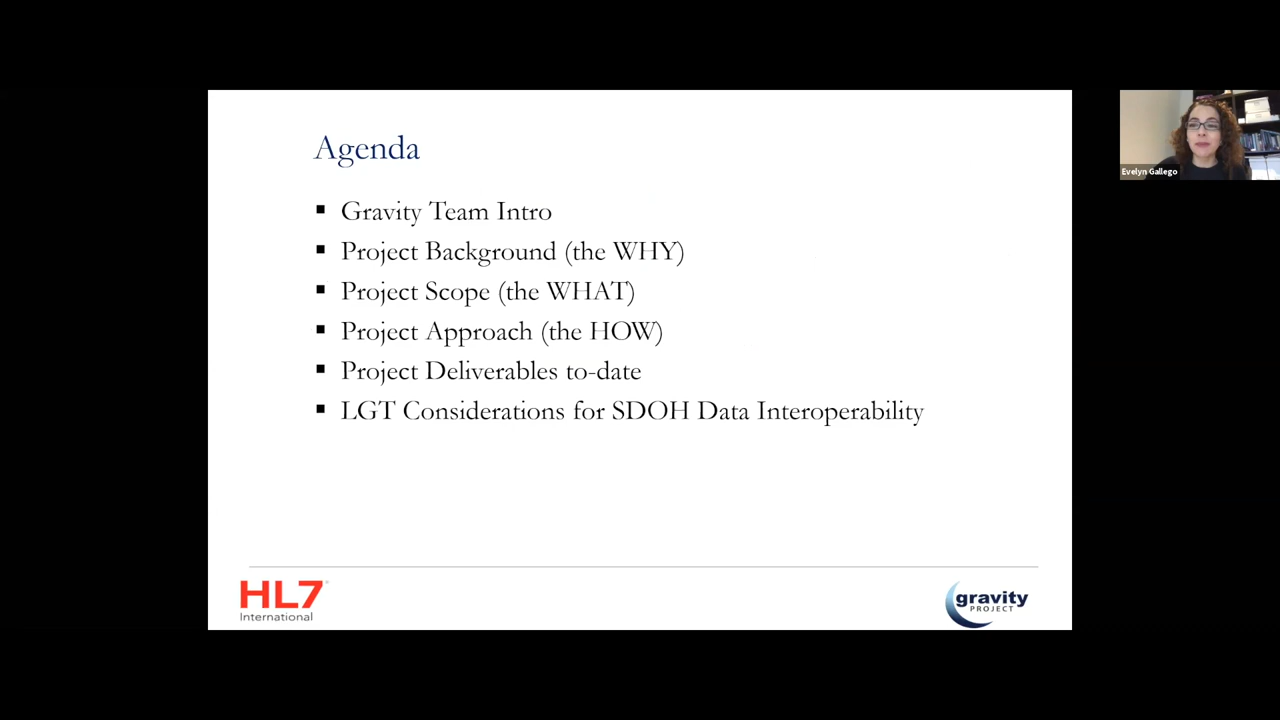 Agenda
▪ Gravity Team Intro
▪ Project Background (the WHY)
▪ Project Scope (the WHAT)
▪ Project Approach (the HOW)
▪ Project Deliverables to-date
▪ LGT Considerations for SDOH Data Interoperability
HL7®
International
gravity
PROJECT
Evelyn Gallego